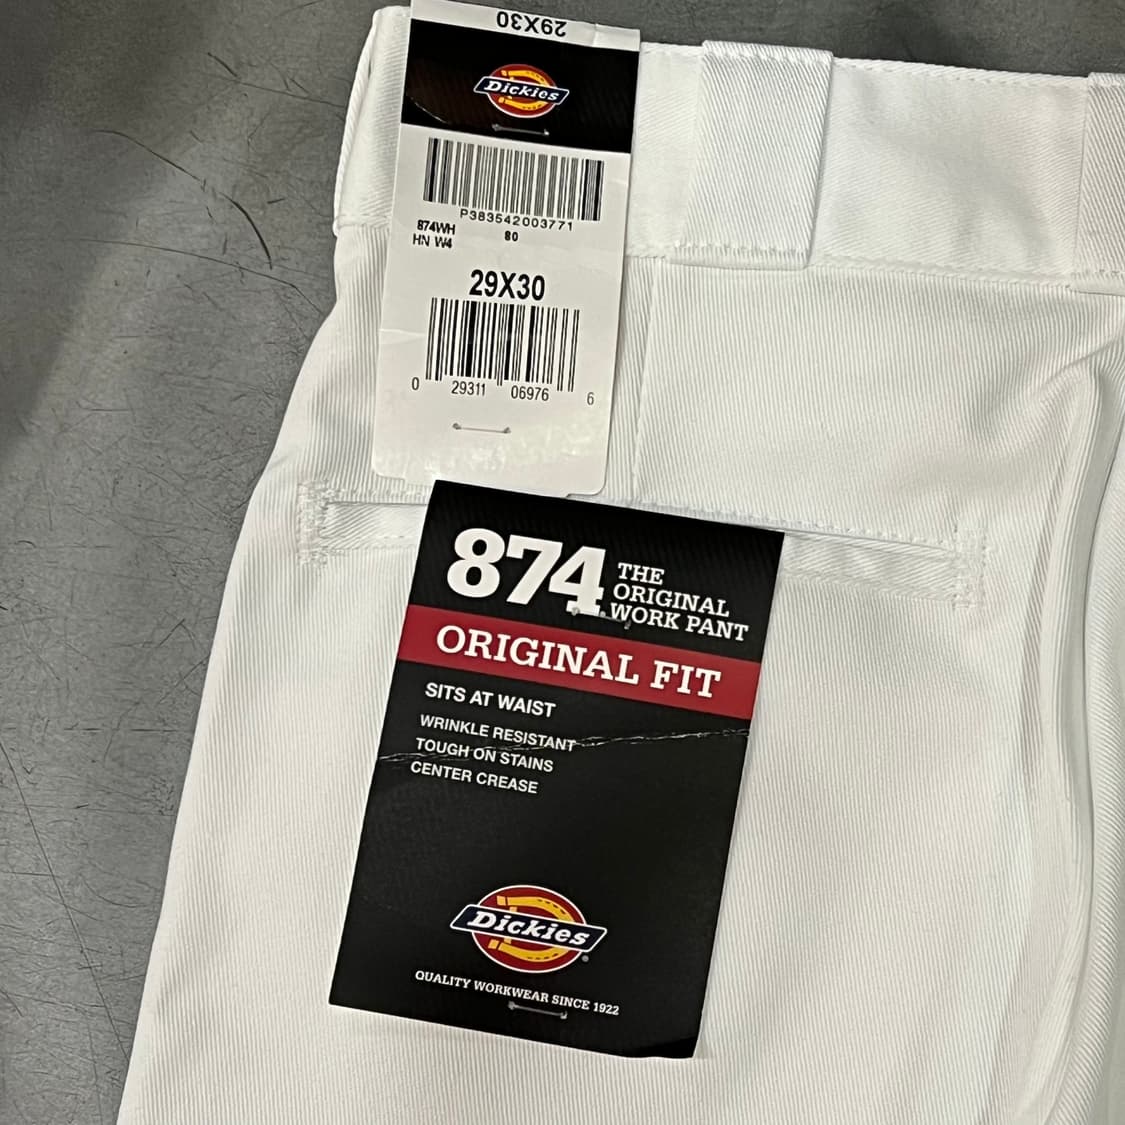 29X30
Dickies
P383542003771
874WH 80
HN W4
29X30
0 29311 06976 6
874
THE
ORIGINAL
WORK PANT
ORIGINAL FIT
SITS AT WAIST
WRINKLE RESISTANT
TOUGH ON STAINS
CENTER CREASE
Dickies
QUALITY WORKWEAR SINCE 1922